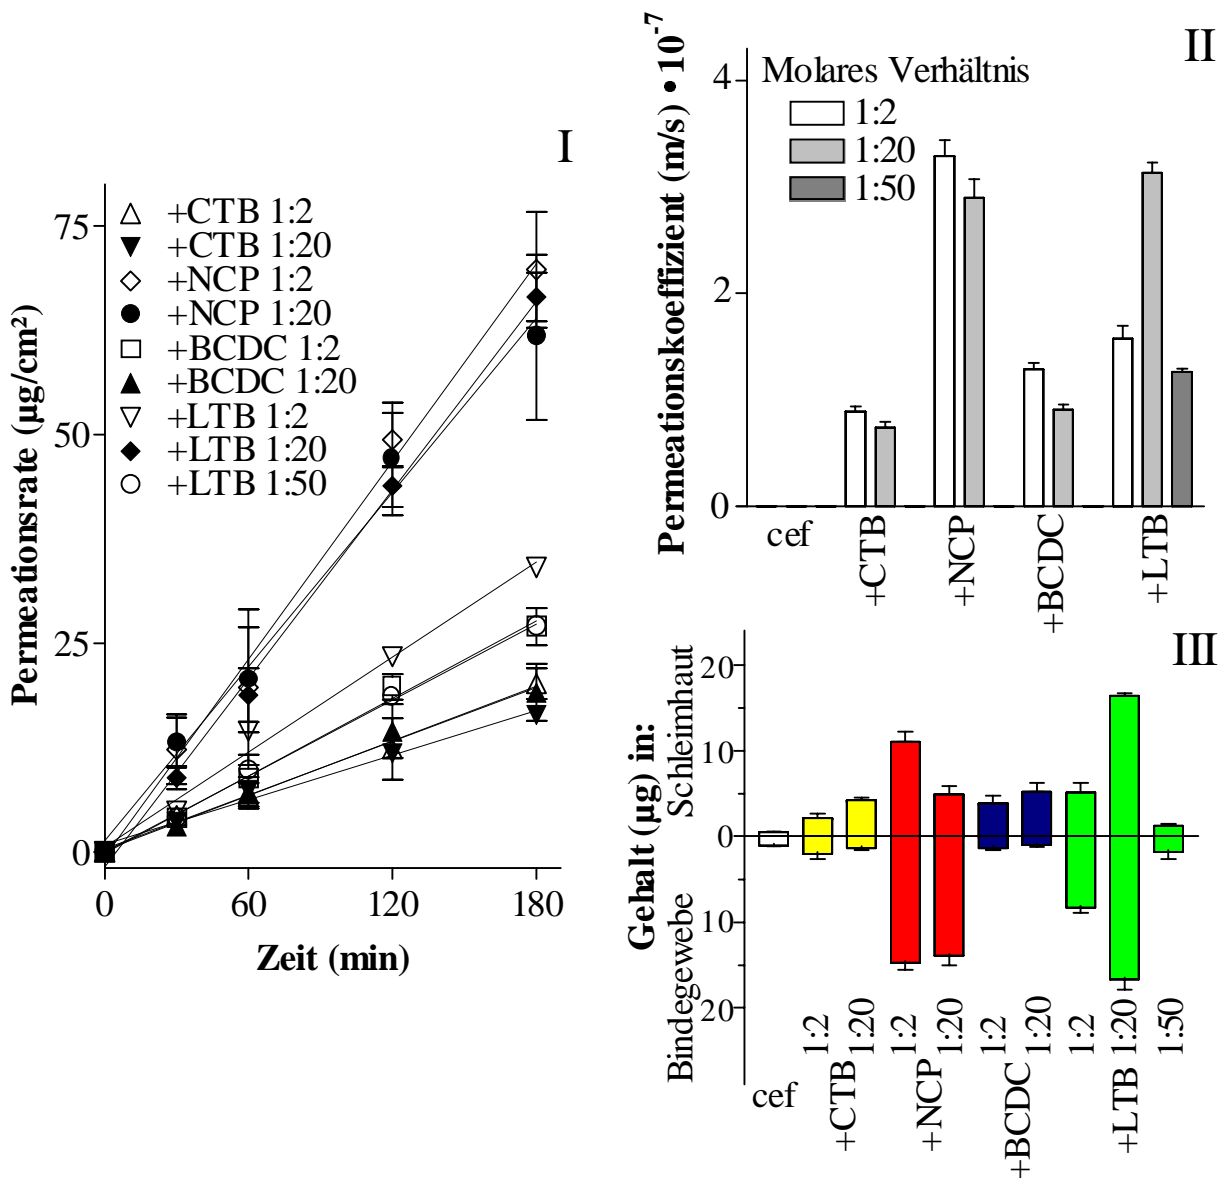 I
Permeationsrate (µg/cm²)
75
50
25
0
+CTB 1:2
+CTB 1:20
+NCP 1:2
+NCP 1:20
+BCDC 1:2
+BCDC 1:20
+LTB 1:2
+LTB 1:20
+LTB 1:50
0 60 120 180
Zeit (min)
II
Permeationskoeffizient (m/s) • 10⁻⁷
4
2
0
Molares Verhältnis
1:2
1:20
1:50
cef +CTB +NCP +BCDC +LTB
III
Gehalt (µg) in:
Schleimhaut
Bindegewebe
20
10
0
10
20
1:2 1:20 1:2 1:20 1:2 1:20 1:2 1:20 1:50
cef +CTB +NCP +BCDC +LTB